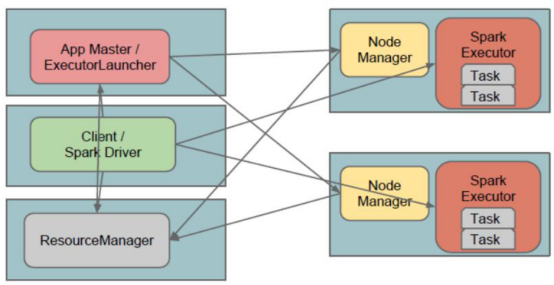 App Master /
ExecutorLauncher
Client /
Spark Driver
ResourceManager
Node
Manager
Spark
Executor
Task
Task
Node
Manager
Spark
Executor
Task
Task